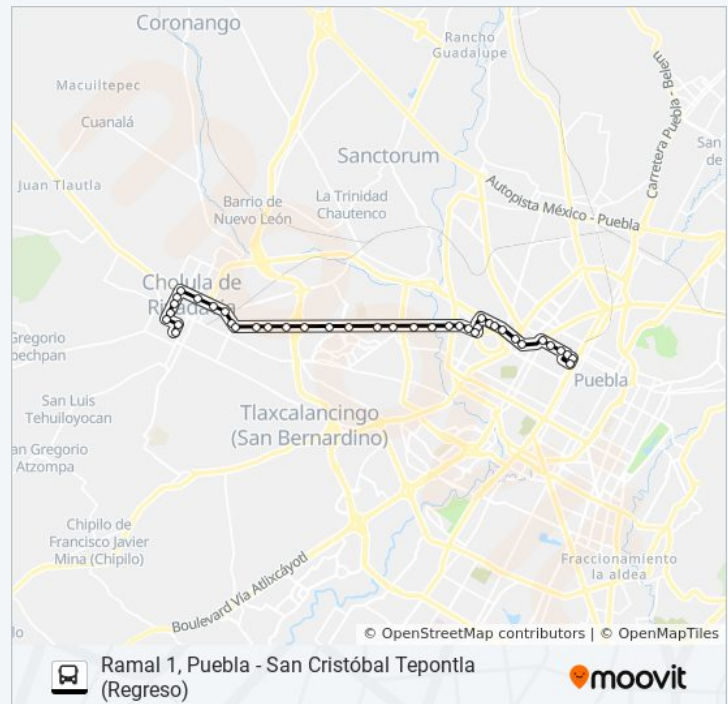 Coronango
Rancho
Guadalupe
Macuiltepec
Cuanalá
Carretera Puebla - Belem
Sanctorum
San
de
Juan Tlautla
Barrio de
Nuevo León
La Trinidad
Chautenco
Autopista México - Puebla
Cholula de
Gregorio
Puebla
San Luis
Tehuiloyocan
Tlaxcalancingo
(San Bernardino)
an Gregorio
Atzompa
Chipilo de
Francisco Javier
Mina (Chipilo)
Fraccionamiento
la aldea
Boulevard Vía Atlixcáyotl
© OpenStreetMap contributors | © OpenMapTiles
Ramal 1, Puebla - San Cristóbal Tepontla
(Regreso)
moovit